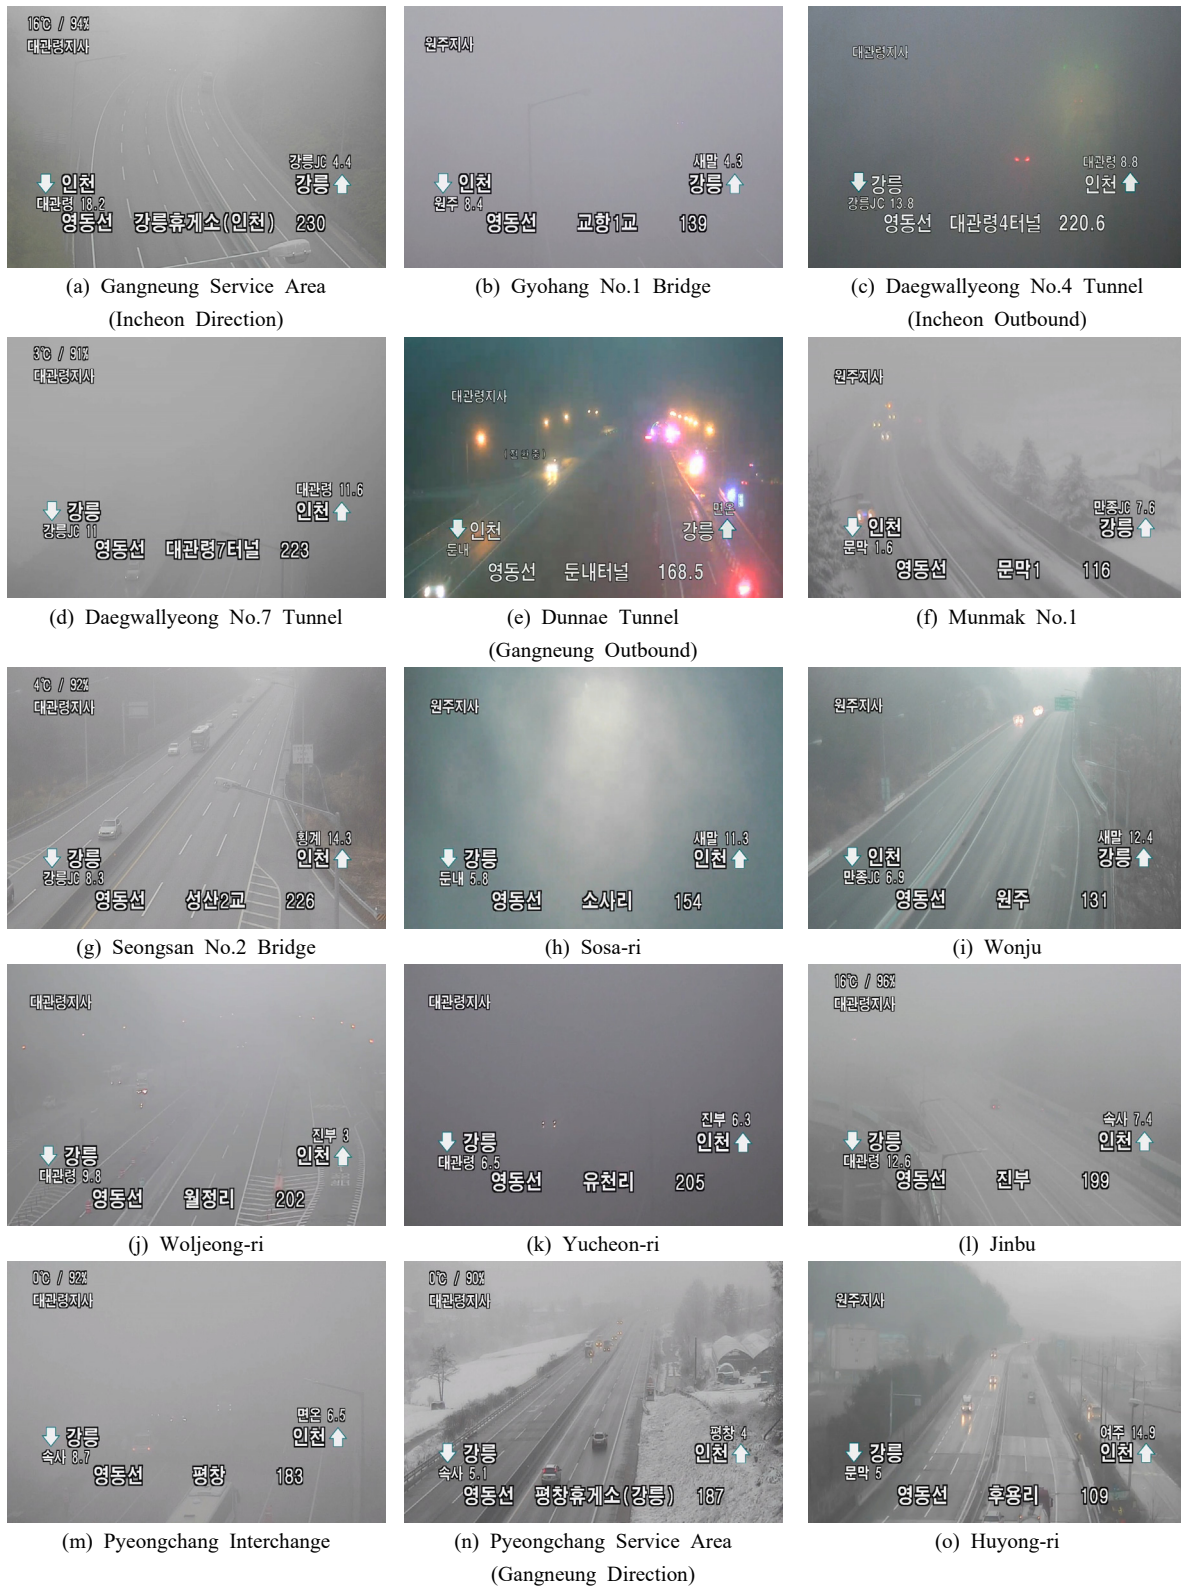 16℃ / 94%
대관령지사
강릉JC 4.4
인천
강릉
대관령 18.2
영동선 강릉휴게소(인천) 230
(a) Gangneung Service Area
(Incheon Direction)
원주지사
새말 4.3
인천
강릉
원주 8.4
영동선 교항1교 139
(b) Gyohang No.1 Bridge
대관령지사
대관령 8.8
강릉
인천
강릉JC 13.8
영동선 대관령4터널 220.6
(c) Daegwallyeong No.4 Tunnel
(Incheon Outbound)
3℃ / 91%
대관령지사
대관령 11.6
강릉
인천
강릉JC 11
영동선 대관령7터널 223
(d) Daegwallyeong No.7 Tunnel
대관령지사
면온
인천
강릉
둔내
영동선 둔내터널 168.5
(e) Dunnae Tunnel
(Gangneung Outbound)
원주지사
만종JC 7.6
인천
강릉
문막 1.6
영동선 문막1 116
(f) Munmak No.1
4℃ / 92%
대관령지사
횡계 14.3
강릉
인천
강릉JC 8.3
영동선 성산2교 226
(g) Seongsan No.2 Bridge
원주지사
새말 11.3
강릉
인천
둔내 5.8
영동선 소사리 154
(h) Sosa-ri
원주지사
새말 12.4
인천
강릉
만종JC 6.9
영동선 원주 131
(i) Wonju
대관령지사
진부 3
강릉
인천
대관령 9.8
영동선 월정리 202
(j) Woljeong-ri
대관령지사
진부 6.3
강릉
인천
대관령 6.5
영동선 유천리 205
(k) Yucheon-ri
16℃ / 96%
대관령지사
속사 7.4
강릉
인천
대관령 12.6
영동선 진부 199
(l) Jinbu
0℃ / 92%
대관령지사
면온 6.5
강릉
인천
속사 8.7
영동선 평창 183
(m) Pyeongchang Interchange
0℃ / 90%
대관령지사
평창 4
강릉
인천
속사 5.1
영동선 평창휴게소(강릉) 187
(n) Pyeongchang Service Area
(Gangneung Direction)
원주지사
여주 14.9
강릉
인천
문막 5
영동선 후용리 109
(o) Huyong-ri